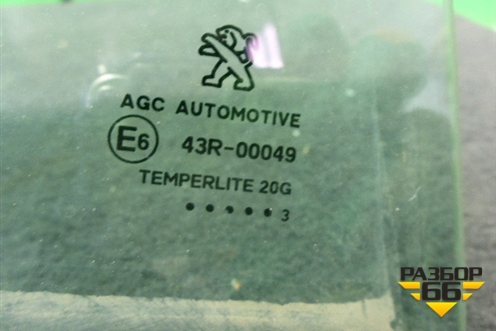 AGC AUTOMOTIVE
E6 43R-00049
TEMPERLITE 20G
•••••3
РАЗБОР
66